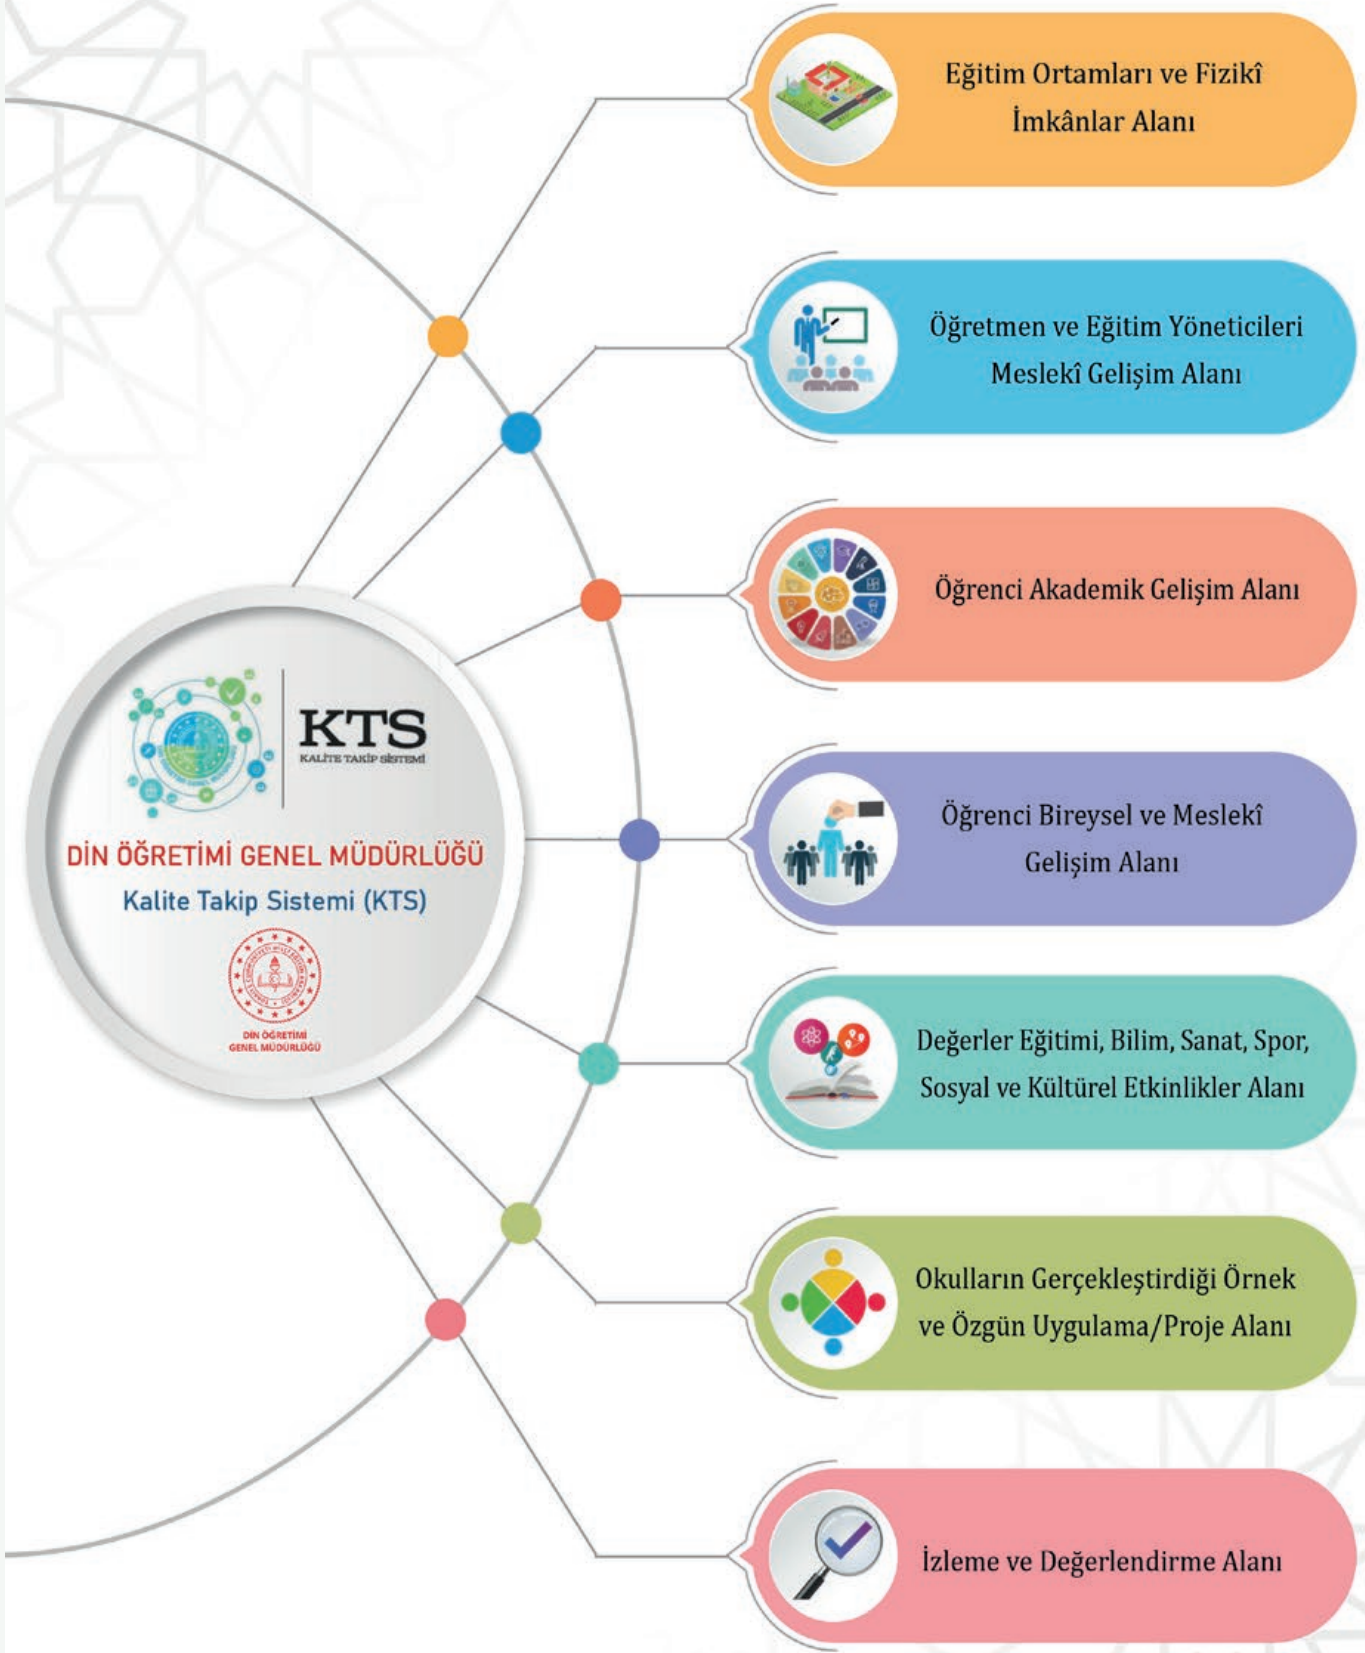 Eğitim Ortamları ve Fizikî
İmkânlar Alanı
Öğretmen ve Eğitim Yöneticileri
Meslekî Gelişim Alanı
Öğrenci Akademik Gelişim Alanı
KTS
KALİTE TAKİP SİSTEMİ
DİN ÖĞRETİMİ GENEL MÜDÜRLÜĞÜ
Kalite Takip Sistemi (KTS)
DİN ÖĞRETİMİ
GENEL MÜDÜRLÜĞÜ
Öğrenci Bireysel ve Meslekî
Gelişim Alanı
Değerler Eğitimi, Bilim, Sanat, Spor,
Sosyal ve Kültürel Etkinlikler Alanı
Okulların Gerçekleştirdiği Örnek
ve Özgün Uygulama/Proje Alanı
İzleme ve Değerlendirme Alanı